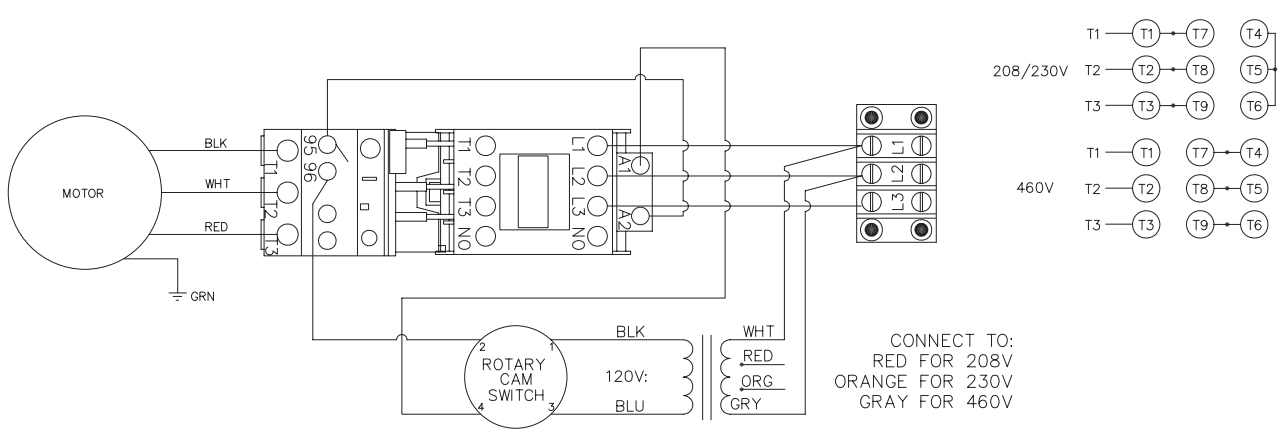 MOTOR
BLK
WHT
RED
GRN
T1
T2
T3
95
96
T1
T2
T3
NO
L1
L2
L3
NO
A1
A2
L1
L2
L3
2
1
4
3
ROTARY
CAM
SWITCH
BLK
120V:
BLU
WHT
RED
ORG
GRY
CONNECT TO:
RED FOR 208V
ORANGE FOR 230V
GRAY FOR 460V
208/230V
T1 T1 T7 T4
T2 T2 T8 T5
T3 T3 T9 T6
460V
T1 T1 T7 T4
T2 T2 T8 T5
T3 T3 T9 T6